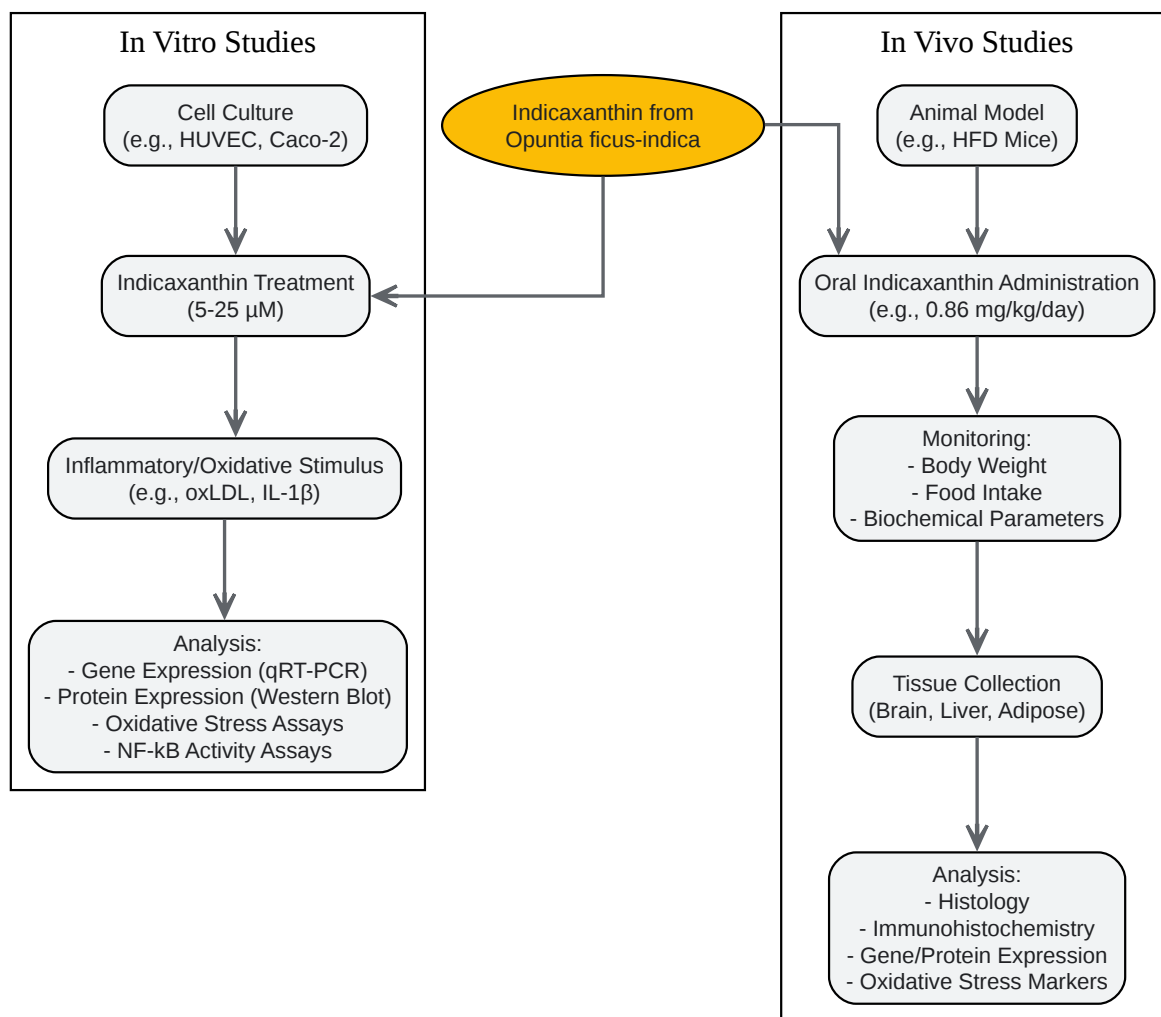 In Vitro Studies
Cell Culture
(e.g., HUVEC, Caco-2)
Indicaxanthin Treatment
(5-25 µM)
Inflammatory/Oxidative Stimulus
(e.g., oxLDL, IL-1β)
Analysis:
- Gene Expression (qRT-PCR)
- Protein Expression (Western Blot)
- Oxidative Stress Assays
- NF-kB Activity Assays
Indicaxanthin from
Opuntia ficus-indica
In Vivo Studies
Animal Model
(e.g., HFD Mice)
Oral Indicaxanthin Administration
(e.g., 0.86 mg/kg/day)
Monitoring:
- Body Weight
- Food Intake
- Biochemical Parameters
Tissue Collection
(Brain, Liver, Adipose)
Analysis:
- Histology
- Immunohistochemistry
- Gene/Protein Expression
- Oxidative Stress Markers